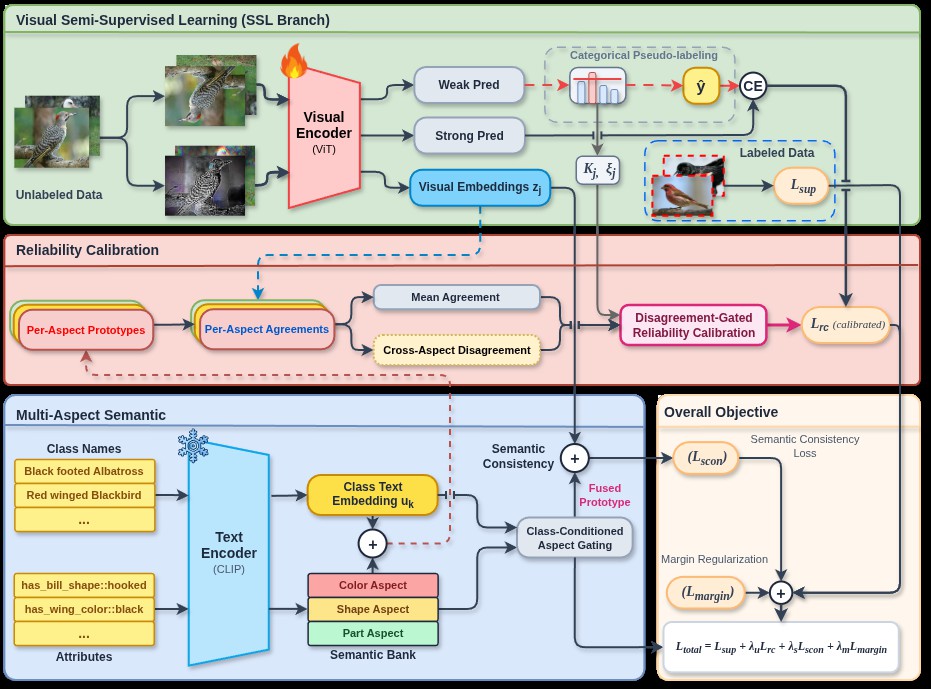 Visual Semi-Supervised Learning (SSL Branch)
Unlabeled Data
Visual
Encoder
(ViT)
Weak Pred
Strong Pred
Visual Embeddings zj
Categorical Pseudo-labeling
ŷ
CE
Kj, ξj
Labeled Data
Lsup
Reliability Calibration
Per-Aspect Prototypes
Per-Aspect Agreements
Mean Agreement
Cross-Aspect Disagreement
Disagreement-Gated
Reliability Calibration
Lrc (calibrated)
Multi-Aspect Semantic
Class Names
Black footed Albatross
Red winged Blackbird
...
has_bill_shape::hooked
has_wing_color::black
...
Attributes
Text
Encoder
(CLIP)
Class Text
Embedding uk
+
Color Aspect
Shape Aspect
Part Aspect
Semantic Bank
Semantic
Consistency
+
Fused
Prototype
Class-Conditioned
Aspect Gating
Overall Objective
(Lscon)
Semantic Consistency
Loss
Margin Regularization
(Lmargin)
+
Ltotal = Lsup + λuLrc + λsLscon + λmLmargin